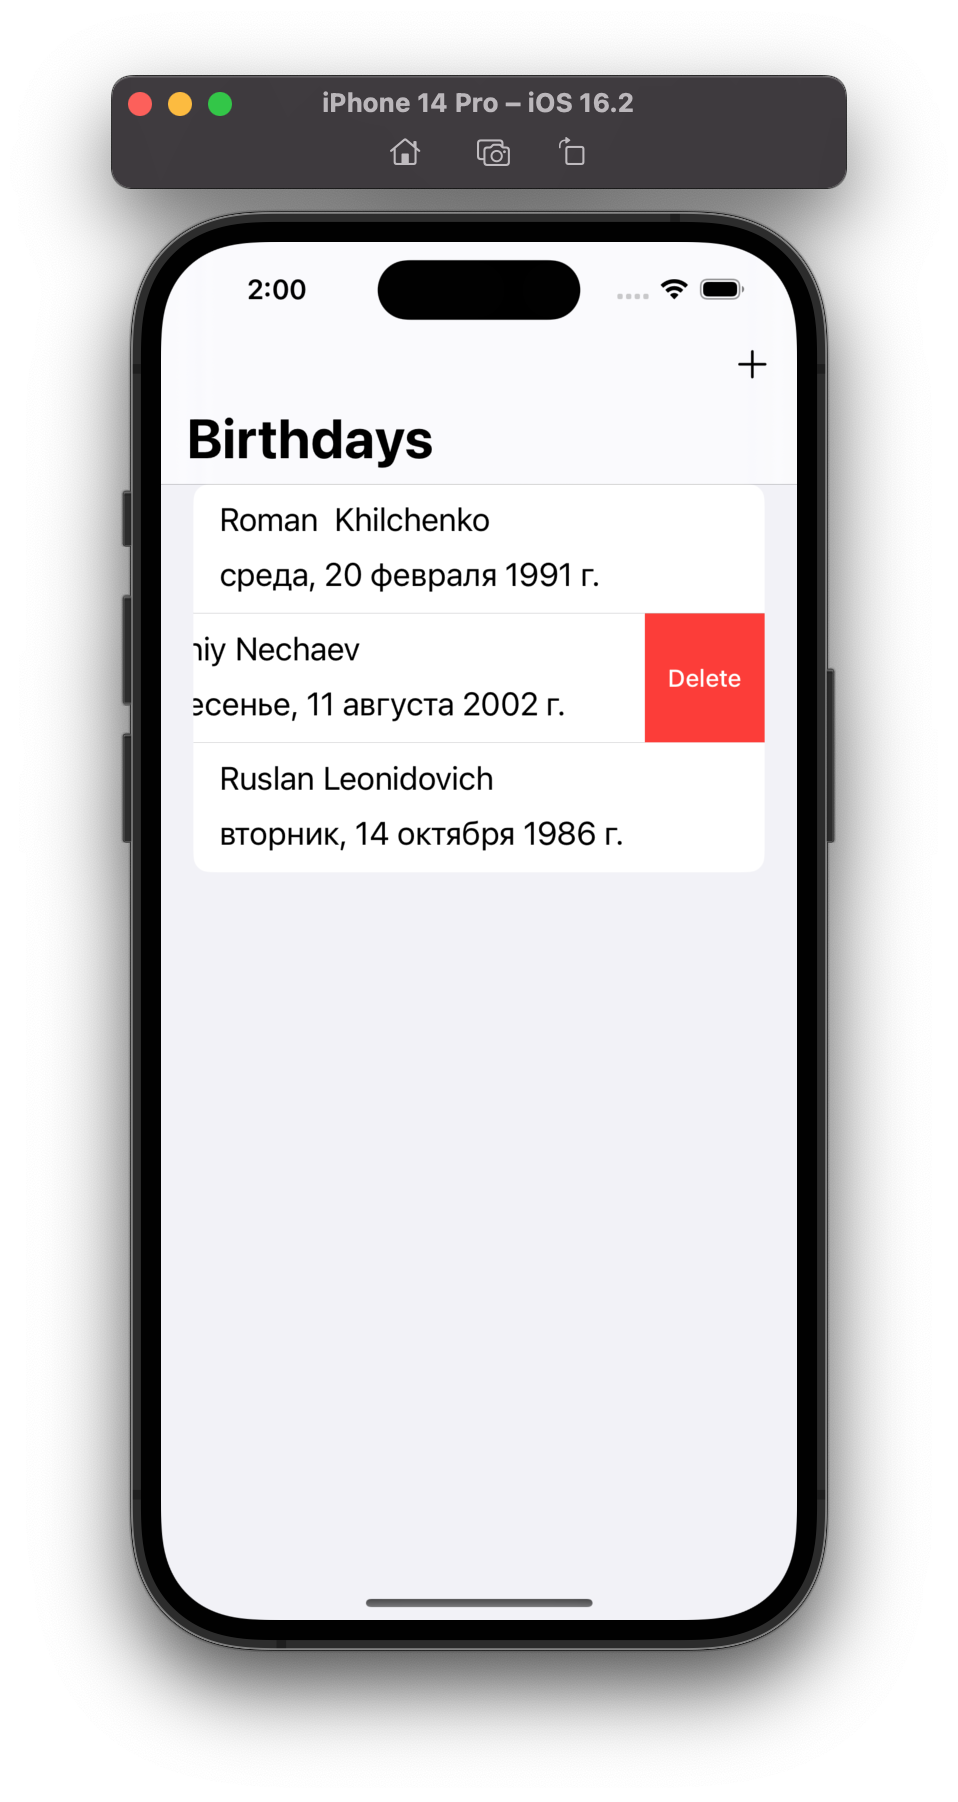 iPhone 14 Pro – iOS 16.2
2:00
Birthdays
Roman  Khilchenko
среда, 20 февраля 1991 г.
niy Nechaev
есенье, 11 августа 2002 г.
Delete
Ruslan Leonidovich
вторник, 14 октября 1986 г.